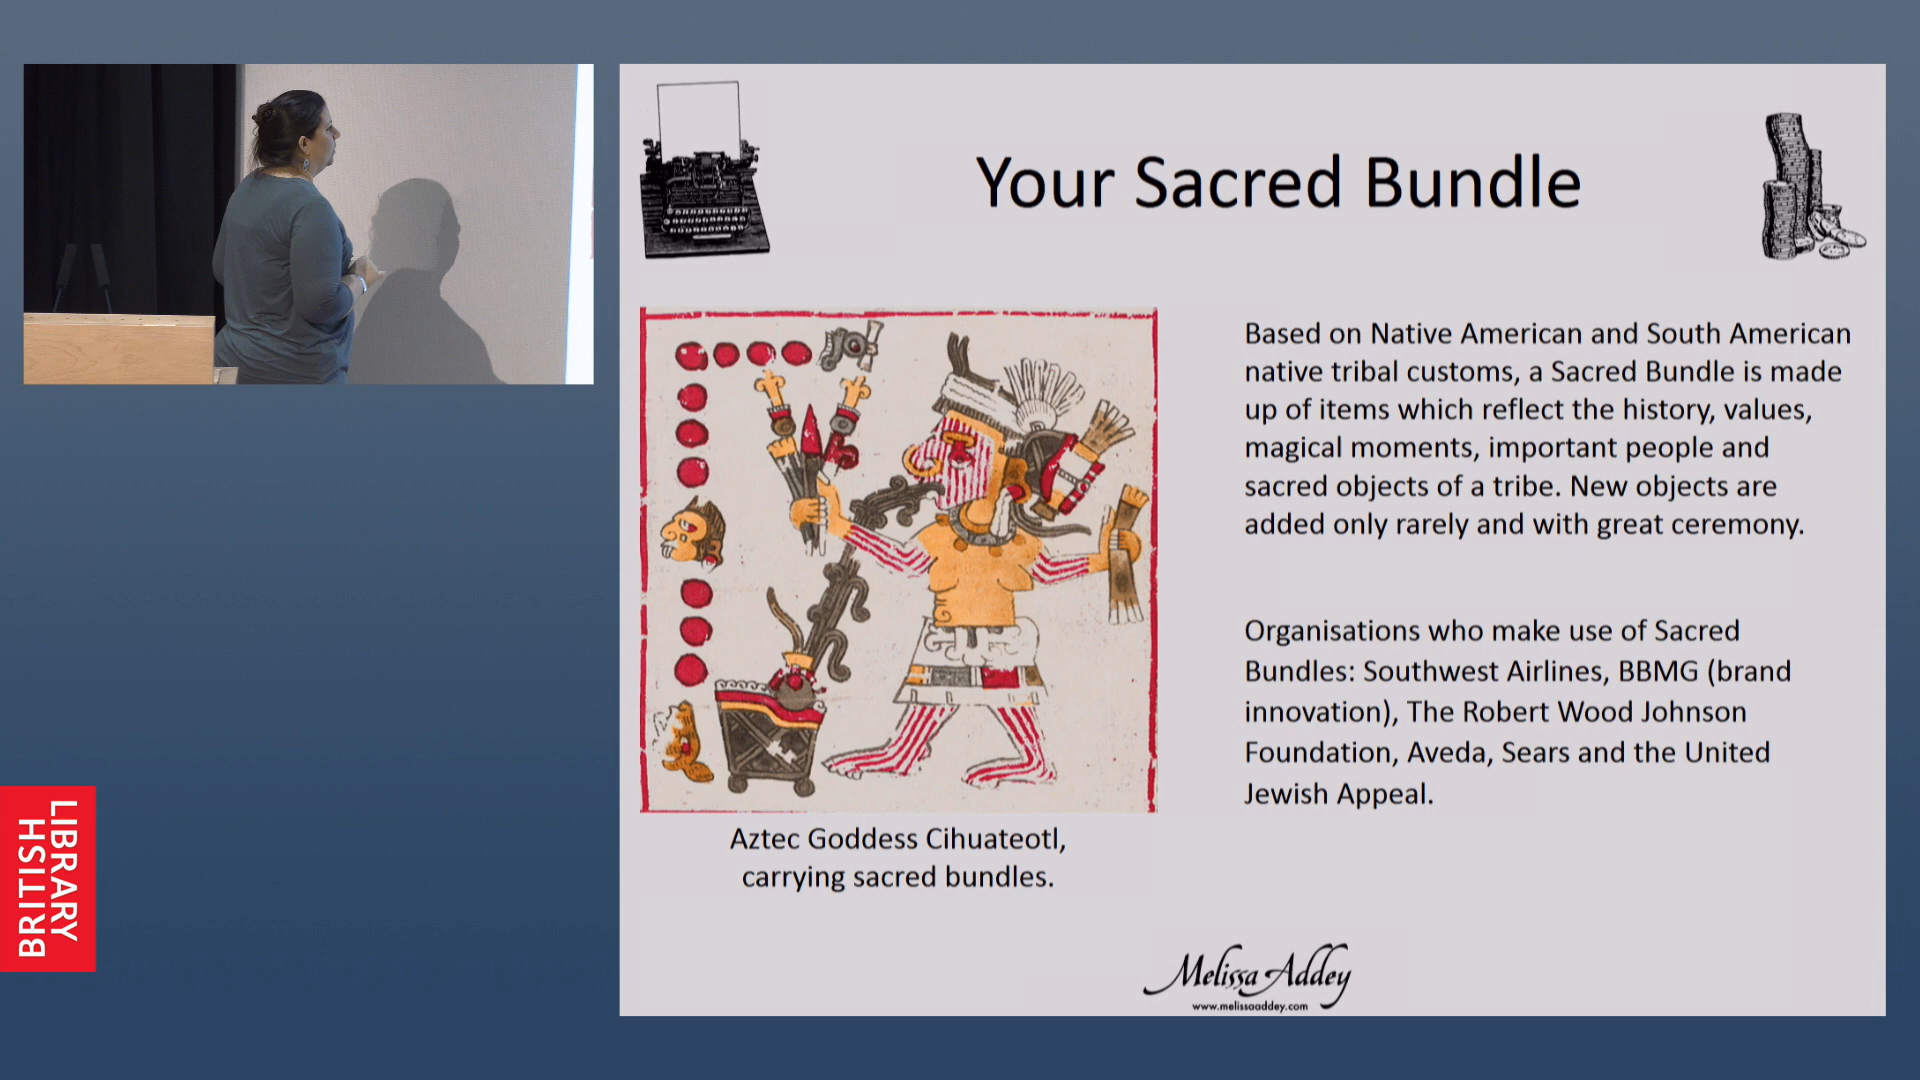 Your Sacred Bundle
Based on Native American and South American
native tribal customs, a Sacred Bundle is made
up of items which reflect the history, values,
magical moments, important people and
sacred objects of a tribe. New objects are
added only rarely and with great ceremony.
Organisations who make use of Sacred
Bundles: Southwest Airlines, BBMG (brand
innovation), The Robert Wood Johnson
Foundation, Aveda, Sears and the United
Jewish Appeal.
Aztec Goddess Cihuateotl,
carrying sacred bundles.
Melissa Addey
www.melissaaddey.com
BRITISH
LIBRARY